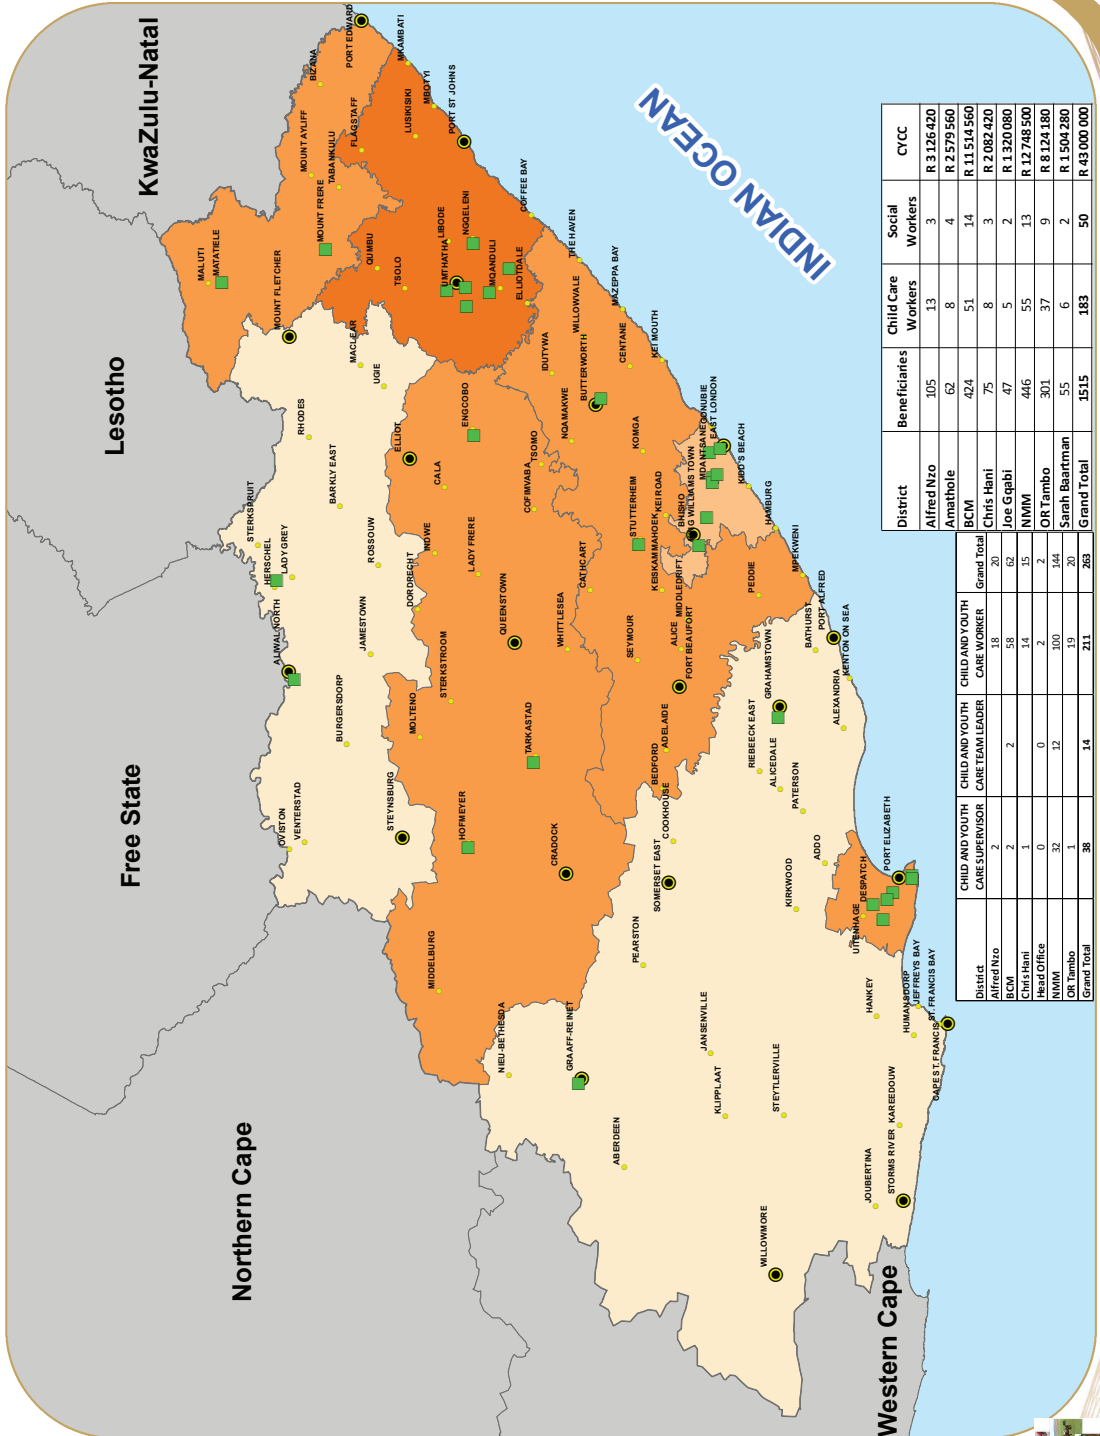 Northern Cape
Free State
Lesotho
KwaZulu-Natal
Western Cape
INDIAN OCEAN
MALUTI
MATATIELE
STERKSPRUIT
HERSCHEL
LADY GREY
ALIWAL NORTH
MOUNT FLETCHER
OVISTON
VENTERSTAD
RHODES
MOUNT AYLIFF
BIZANA
MOUNT FRERE
TABANKULU
BURGERSDORP
BARKLY EAST
PORT EDWARD
FLAGSTAFF
MACLEAR
JAMESTOWN
ROSSOUW
UGIE
QUMBU
STEYNSBURG
ELLIOT
TSOLO
MKAMBATI
LUSIKISIKI
MOLTENO
DORDRECHT
INDWE
CALA
MBOTYI
MIDDELBURG
STERKSTROOM
LIBODE
UMTHATHA
PORT ST JOHNS
HOFMEYER
LADY FRERE
ENGCOBO
NGQELENI
MQANDULI
NIEU-BETHESDA
QUEENSTOWN
ELLIOTDALE
COFFEE BAY
TARKASTAD
COFIMVABA
TSOMO
IDUTYWA
CRADOCK
WHITTLESEA
NQAMAKWE
THE HAVEN
GRAAFF-REINET
CATHCART
BUTTERWORTH
WILLOWVALE
ABERDEEN
MAZEPPA BAY
CENTANE
PEARSTON
SEYMOUR
STUTTERHEIM
KOMGA
KEI MOUTH
SOMERSET EAST
COOKHOUSE
BEDFORD
ADELAIDE
KEISKAMMAHOEK
KEI ROAD
ALICE
FORT BEAUFORT
MIDDLEDRIFT
BHISHO
G WILLIAMS TOWN
MDANTSANE
GONUBIE
EAST LONDON
JANSENVILLE
KLIPPLAAT
KIDD'S BEACH
RIEBEECK EAST
PEDDIE
WILLOWMORE
GRAHAMSTOWN
HAMBURG
STEYTLERVILLE
ALICEDALE
PATERSON
MPEKWENI
KIRKWOOD
BATHURST
PORT ALFRED
ADDO
ALEXANDRIA
KENTON ON SEA
UITENHAGE
DESPATCH
JOUBERTINA
HANKEY
PORT ELIZABETH
STORMS RIVER
KAREEDOUW
HUMANSDORP
JEFFREYS BAY
ST. FRANCIS BAY
CAPE ST. FRANCIS
District Beneficiaries Child Care Workers Social Workers CYCC
Alfred Nzo 105 13 3 R 3 126 420
Amathole 62 8 4 R 2 579 560
BCM 424 51 14 R 11 514 560
Chris Hani 75 8 3 R 2 082 420
Joe Gqabi 47 5 2 R 1 320 080
NMM 446 55 13 R 12 748 500
OR Tambo 301 37 9 R 8 124 180
Sarah Baartman 55 6 2 R 1 504 280
Grand Total 1515 183 50 R 43 000 000
District CHILD AND YOUTH CARE SUPERVISOR CHILD AND YOUTH CARE TEAM LEADER CHILD AND YOUTH CARE WORKER Grand Total
Alfred Nzo 2 18 20
BCM 2 2 58 62
Chris Hani 1 14 15
Head Office 0 0 2 2
NMM 32 12 100 144
OR Tambo 1 19 20
Grand Total 38 14 211 263